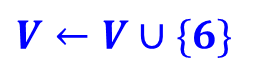 V ← V ∪ {6}